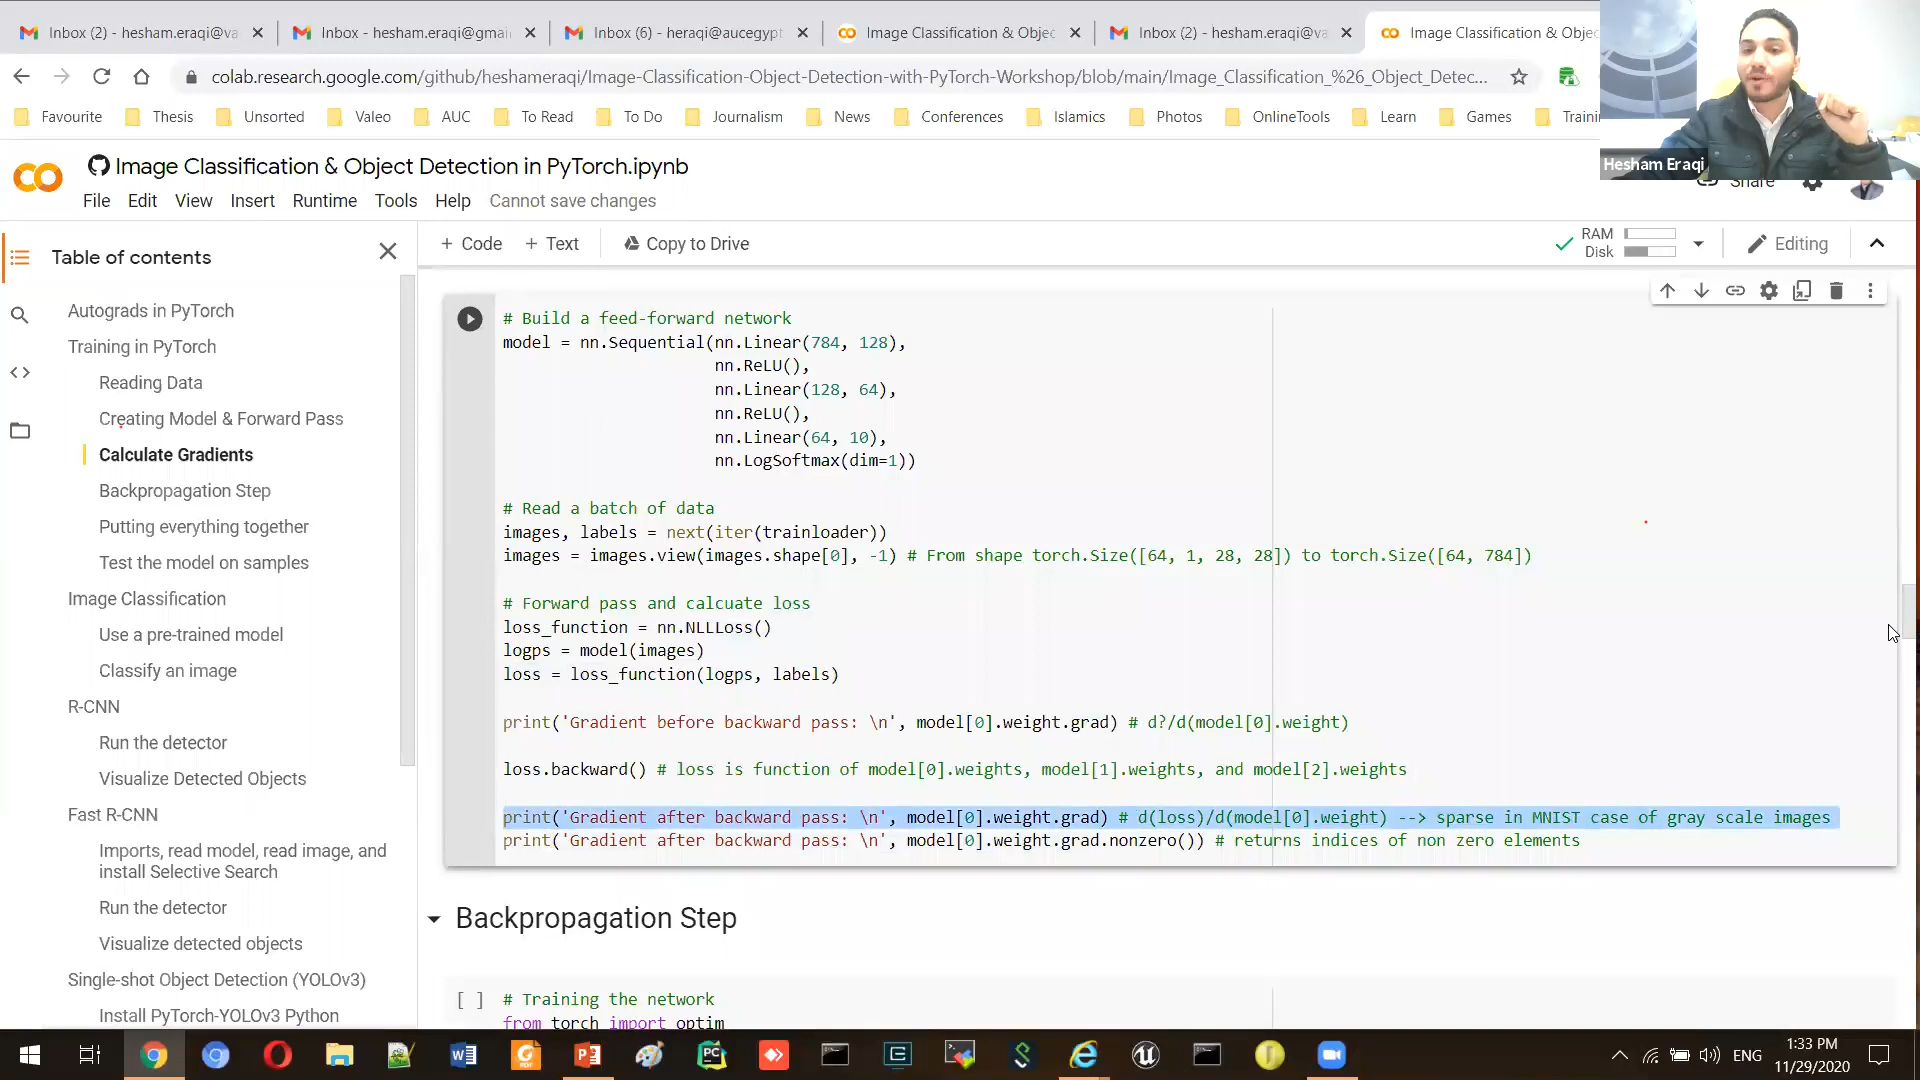 Inbox (2) - hesham.eraqi@va
Inbox - hesham.eraqi@gmai
Inbox (6) - heraqi@aucegypt
Image Classification & Objec
Inbox (2) - hesham.eraqi@va
Image Classification & Objec
colab.research.google.com/github/heshameraqi/Image-Classification-Object-Detection-with-PyTorch-Workshop/blob/main/Image_Classification_%26_Object_Detec...
Favourite
Thesis
Unsorted
Valeo
AUC
To Read
To Do
Journalism
News
Conferences
Islamics
Photos
OnlineTools
Learn
Games
Traini
Hesham Eraqi
Image Classification & Object Detection in PyTorch.ipynb
Share
File Edit View Insert Runtime Tools Help Cannot save changes
Table of contents
+ Code + Text Copy to Drive
RAM
Disk
Editing
Autograds in PyTorch
Training in PyTorch
Reading Data
Creating Model & Forward Pass
Calculate Gradients
Backpropagation Step
Putting everything together
Test the model on samples
Image Classification
Use a pre-trained model
Classify an image
R-CNN
Run the detector
Visualize Detected Objects
Fast R-CNN
Imports, read model, read image, and
install Selective Search
Run the detector
Visualize detected objects
Single-shot Object Detection (YOLOv3)
Install PyTorch-YOLOv3 Python
# Build a feed-forward network
model = nn.Sequential(nn.Linear(784, 128),
nn.ReLU(),
nn.Linear(128, 64),
nn.ReLU(),
nn.Linear(64, 10),
nn.LogSoftmax(dim=1))
# Read a batch of data
images, labels = next(iter(trainloader))
images = images.view(images.shape[0], -1) # From shape torch.Size([64, 1, 28, 28]) to torch.Size([64, 784])
# Forward pass and calcuate loss
loss_function = nn.NLLLoss()
logps = model(images)
loss = loss_function(logps, labels)
print('Gradient before backward pass: \n', model[0].weight.grad) # d?/d(model[0].weight)
loss.backward() # loss is function of model[0].weights, model[1].weights, and model[2].weights
print('Gradient after backward pass: \n', model[0].weight.grad) # d(loss)/d(model[0].weight) --> sparse in MNIST case of gray scale images
print('Gradient after backward pass: \n', model[0].weight.grad.nonzero()) # returns indices of non zero elements
Backpropagation Step
[ ] # Training the network
from torch import optim
ENG
1:33 PM
11/29/2020